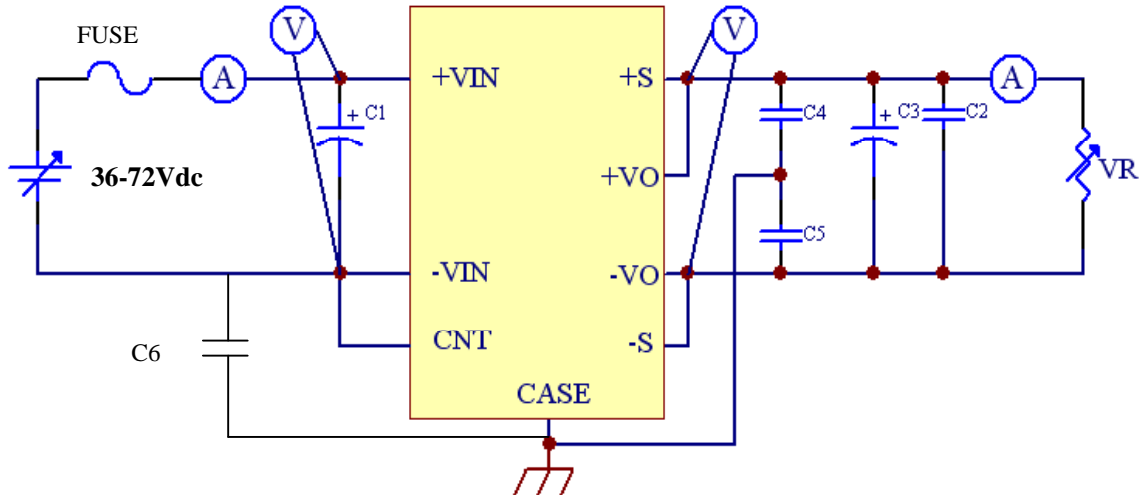 FUSE
V
V
A
+VIN
+S
A
+ C1
C4
+ C3
C2
36-72Vdc
+VO
VR
C5
-VIN
-VO
C6
CNT
-S
CASE